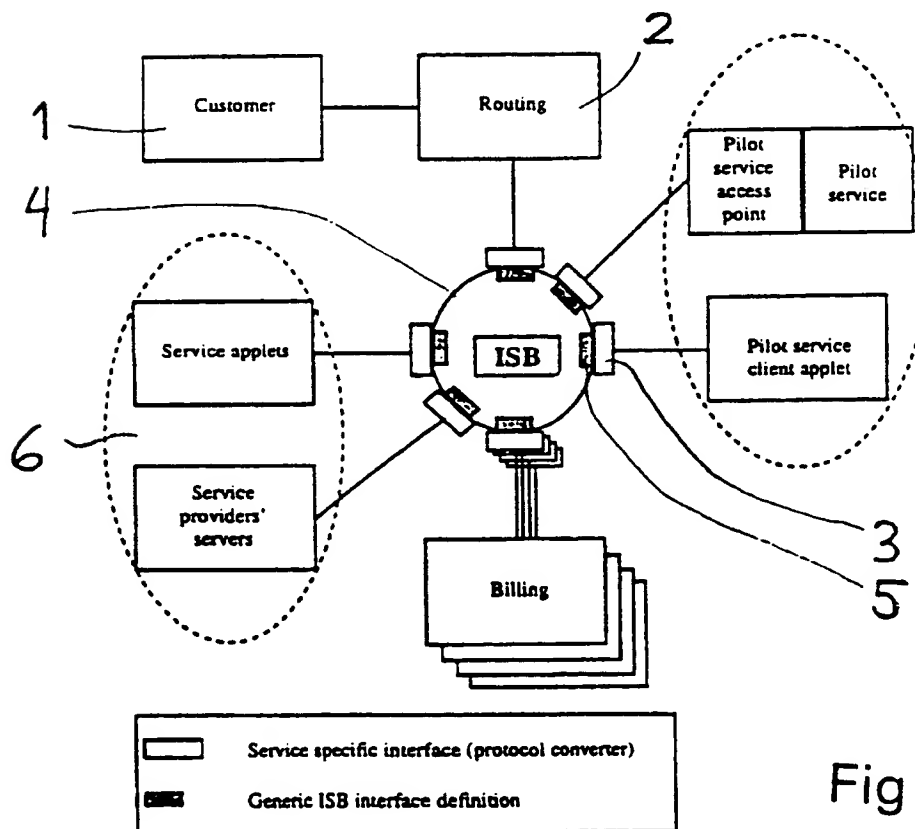 2
Customer
Routing
1
Pilot
service
access
point
Pilot
service
4
Service applets
ISB
Pilot service
client applet
6
Service
providers'
servers
3
Billing
5
Service specific interface (protocol converter)
Generic ISB interface definition
Fig